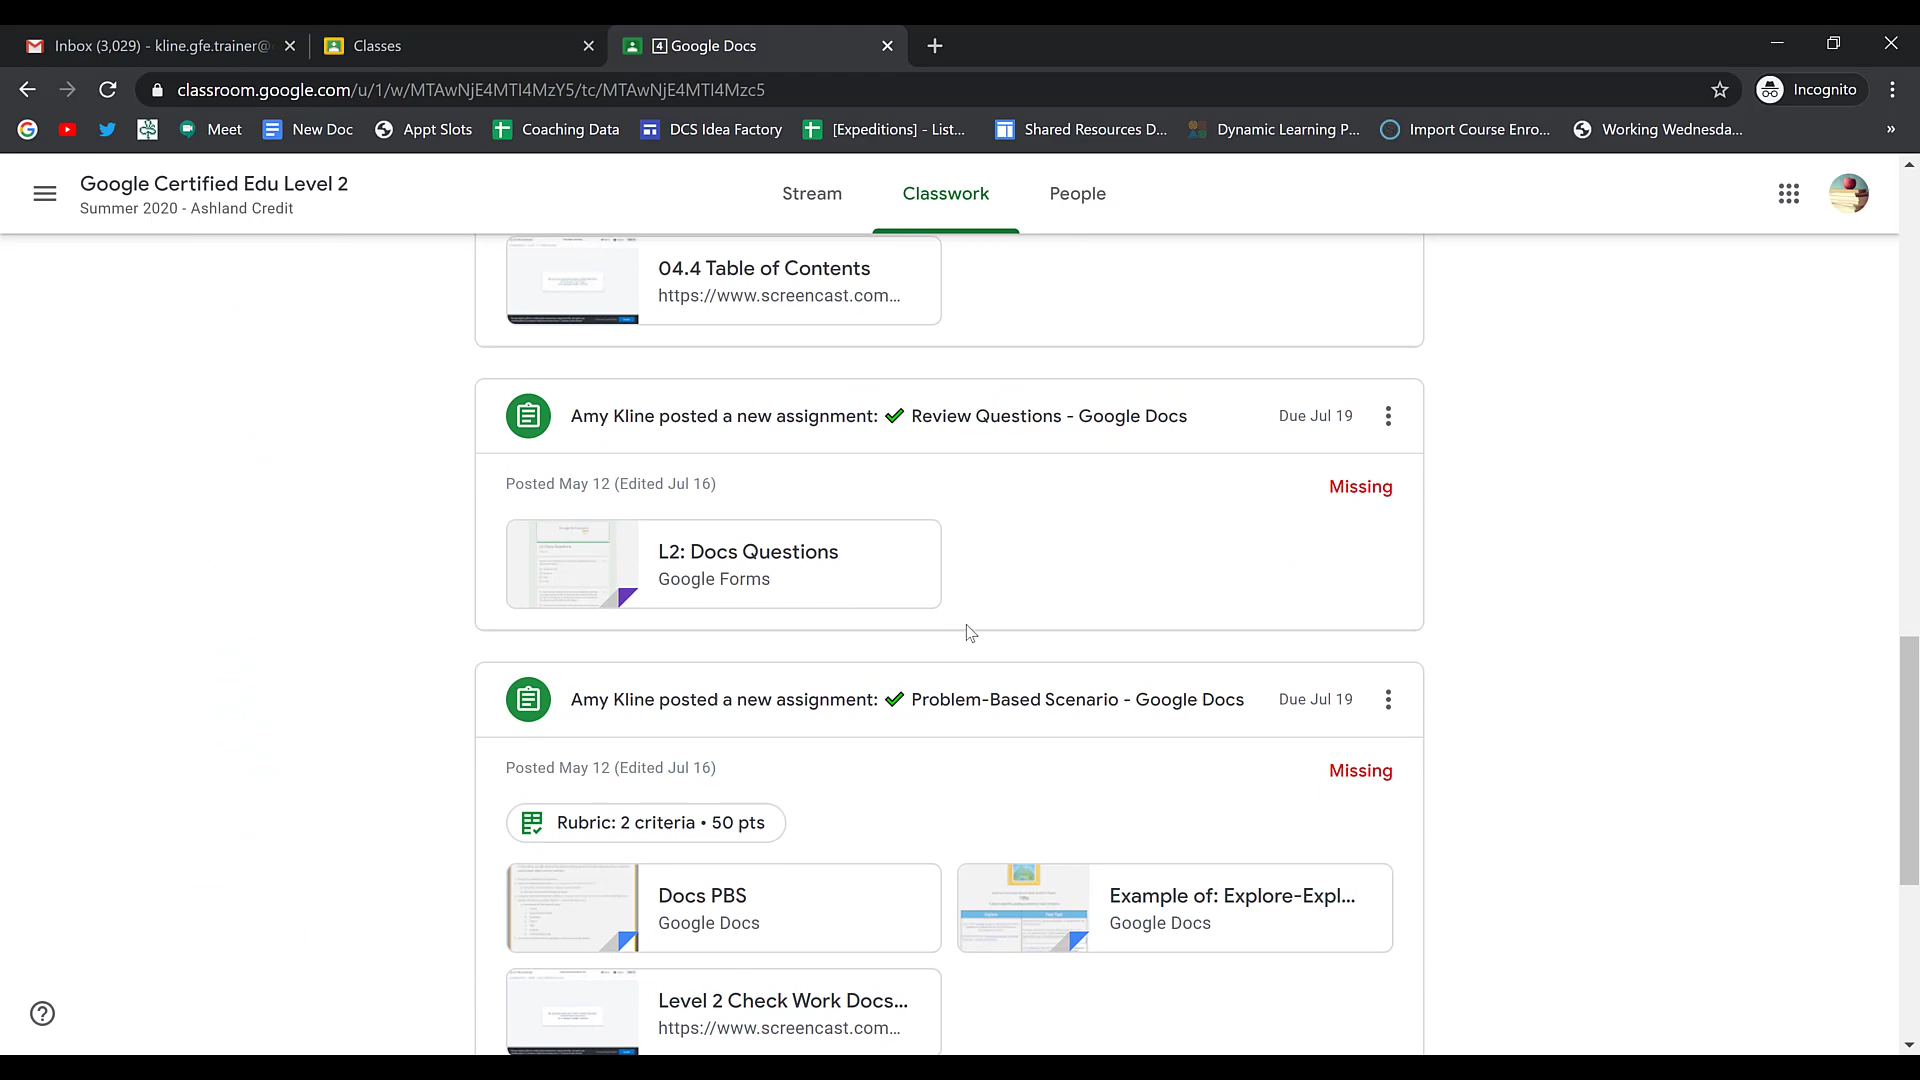 Inbox (3,029) - kline.gfe.trainer@
Classes
4 Google Docs
classroom.google.com/u/1/w/MTAwNjE4MTI4MzY5/tc/MTAwNjE4MTI4Mzc5
Incognito
Meet
New Doc
Appt Slots
Coaching Data
DCS Idea Factory
[Expeditions] - List...
Shared Resources D...
Dynamic Learning P...
Import Course Enro...
Working Wednesda...
»
Google Certified Edu Level 2
Summer 2020 - Ashland Credit
Stream
Classwork
People
04.4 Table of Contents
https://www.screencast.com...
Amy Kline posted a new assignment: ✔ Review Questions - Google Docs
Due Jul 19
Posted May 12 (Edited Jul 16)
Missing
L2: Docs Questions
Google Forms
Amy Kline posted a new assignment: ✔ Problem-Based Scenario - Google Docs
Due Jul 19
Posted May 12 (Edited Jul 16)
Missing
Rubric: 2 criteria • 50 pts
Docs PBS
Google Docs
Example of: Explore-Expl...
Google Docs
Level 2 Check Work Docs...
https://www.screencast.com...